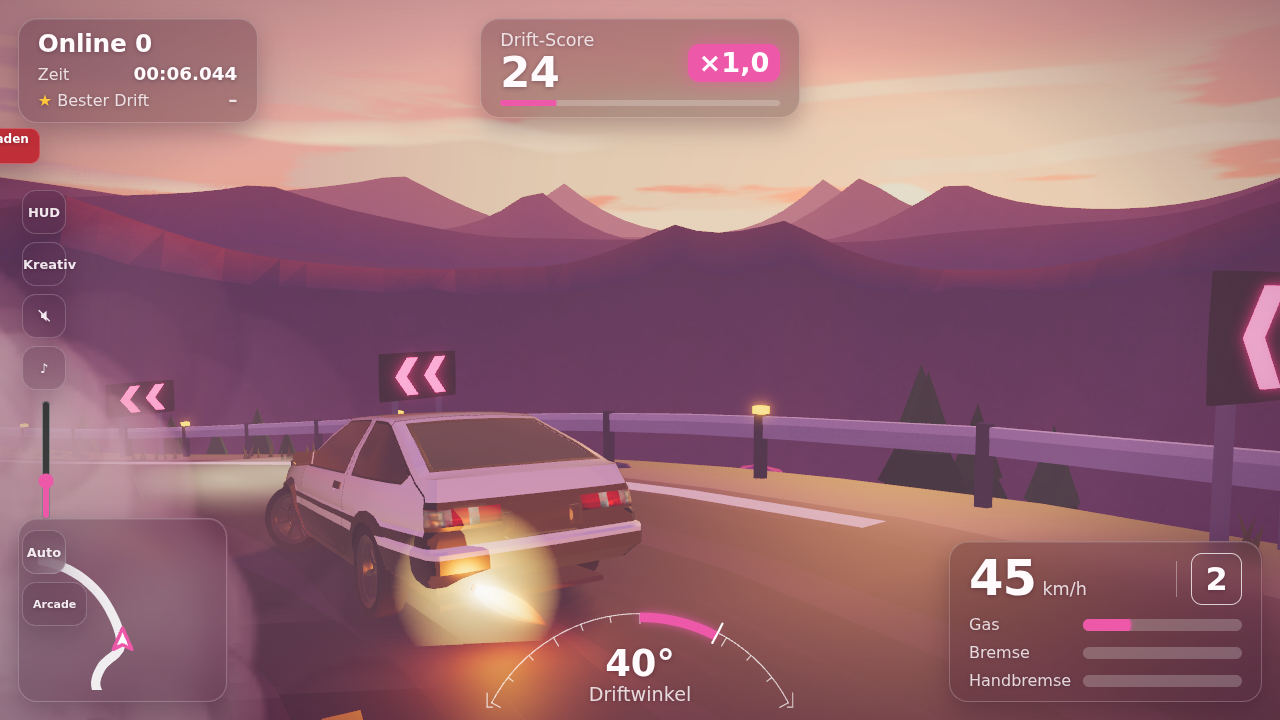 Online 0
Zeit 00:06.044
★ Bester Drift –
Drift-Score
24
×1,0
aden
HUD
Kreativ
♪
Auto
Arcade
40°
Driftwinkel
45 km/h
2
Gas
Bremse
Handbremse